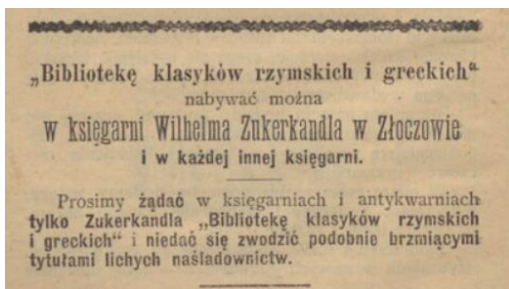 „Bibliotekę klasyków rzymskich i greckich“
nabywać można
w księgarni Wilhelma Zukerkandla w Złoczowie
i w każdej innej księgarni.
Prosimy żądać w księgarniach i antykwarniach
tylko Zukerkandla „Bibliotekę klasyków rzymskich
i greckich“ i niedać się zwodzić podobnie brzmiącymi
tytułami lichych naśladownictw.